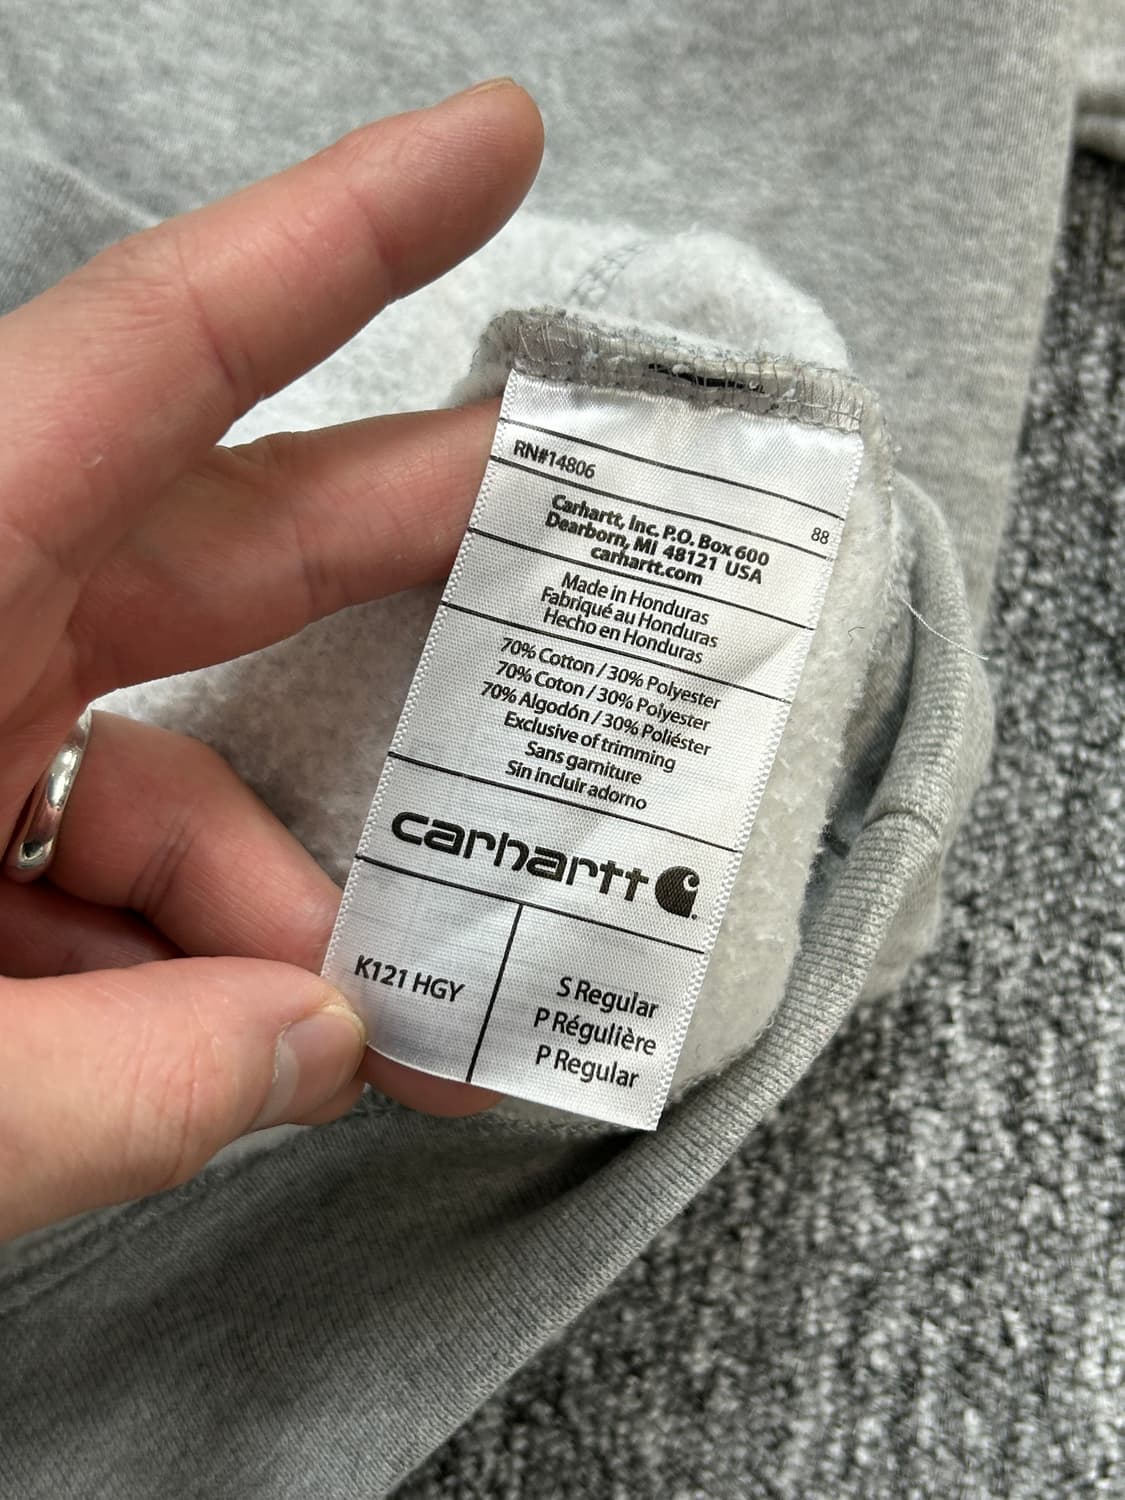 RN#14806
88
Carhartt, Inc. P.O. Box 600
Dearborn, MI 48121 USA
carhartt.com
Made in Honduras
Fabriqué au Honduras
Hecho en Honduras
70% Cotton / 30% Polyester
70% Coton / 30% Polyester
70% Algodón / 30% Poliéster
Exclusive of trimming
Sans garniture
Sin incluir adorno
carhartt
K121 HGY
S Regular
P Régulière
P Regular